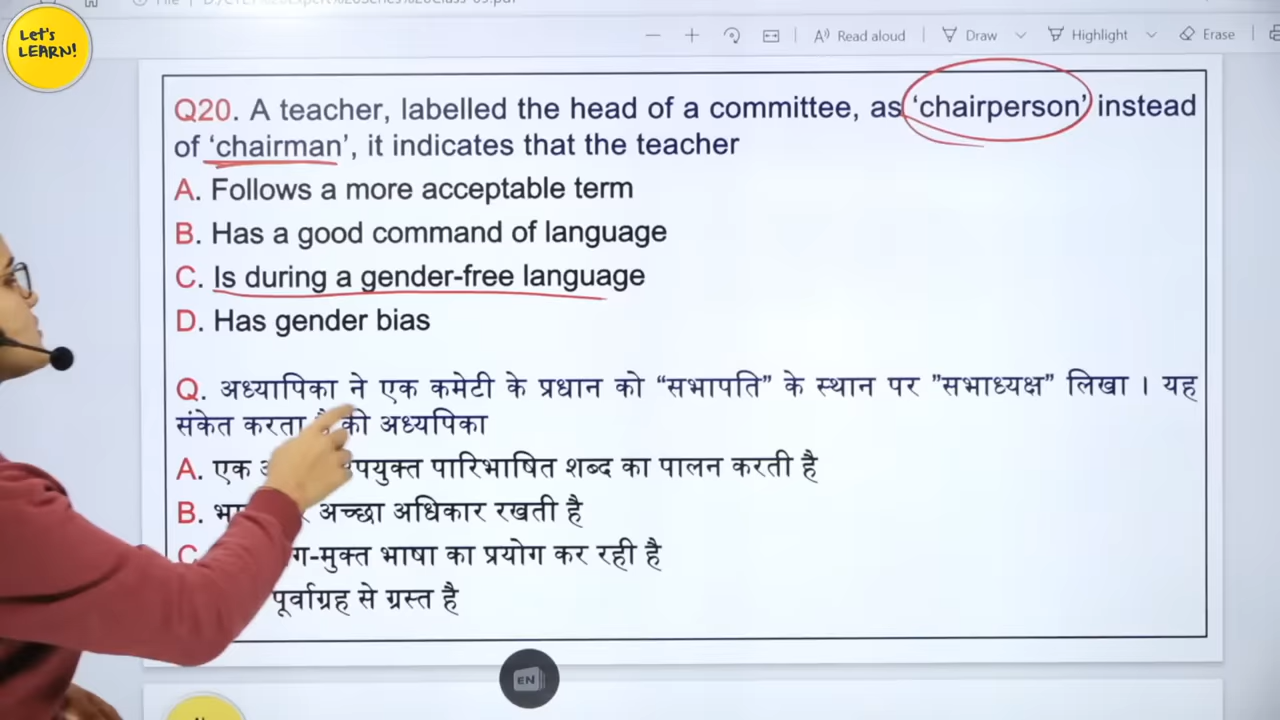 Let's
LEARN!
Read aloud
Draw
Highlight
Erase
Q20. A teacher, labelled the head of a committee, as 'chairperson' instead
of 'chairman', it indicates that the teacher
A. Follows a more acceptable term
B. Has a good command of language
C. Is during a gender-free language
D. Has gender bias
Q. अध्यापिका ने एक कमेटी के प्रधान को “सभापति” के स्थान पर ”सभाध्यक्ष” लिखा । यह
संकेत करता की अध्यपिका
A. एक पारिभाषित शब्द का पालन करती है
B. अच्छा अधिकार रखती है
C. भाषा का प्रयोग कर रही है
पूर्वाग्रह से ग्रस्त है
EN